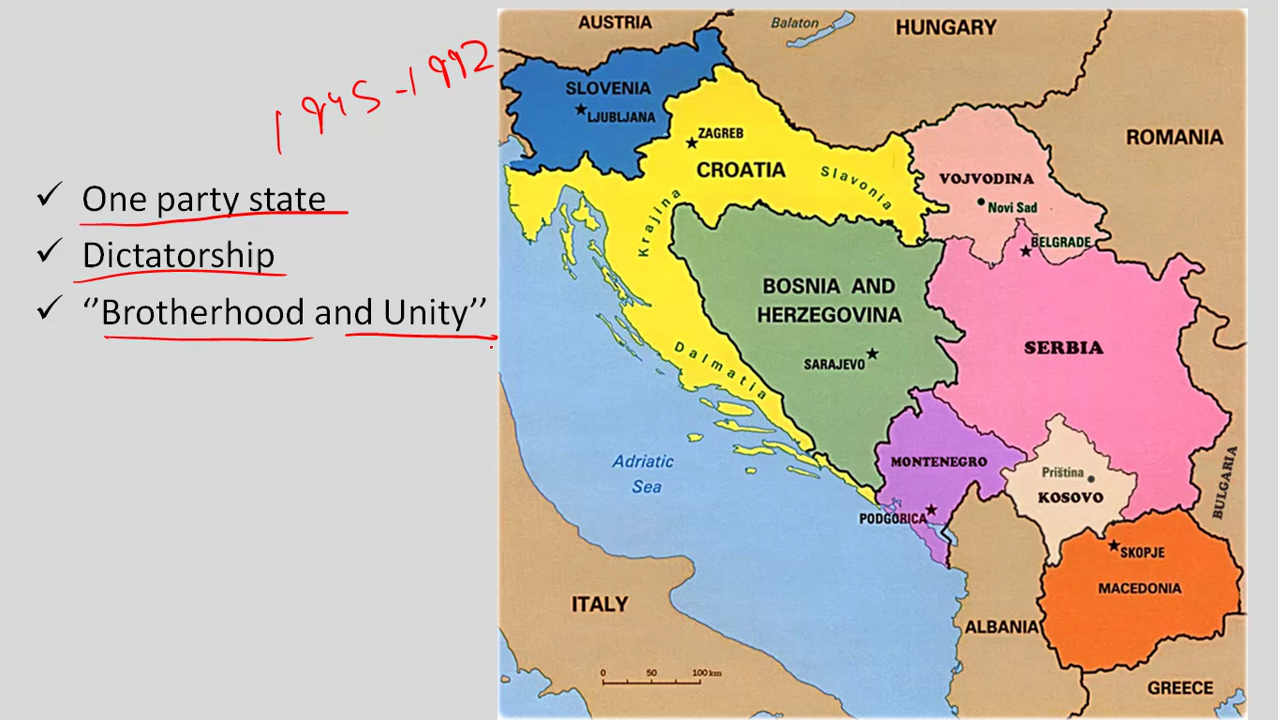 1945-1992
✓ One party state
✓ Dictatorship
✓ ‘’Brotherhood and Unity’’
AUSTRIA
Balaton
HUNGARY
SLOVENIA
LJUBLJANA
ZAGREB
CROATIA
Slavonia
Krajina
Dalmatia
ROMANIA
VOJVODINA
Novi Sad
BELGRADE
BOSNIA AND
HERZEGOVINA
SARAJEVO
SERBIA
MONTENEGRO
PODGORICA
Priština
KOSOVO
BULGARIA
Adriatic
Sea
SKOPJE
MACEDONIA
ITALY
ALBANIA
GREECE
0 50 100 km